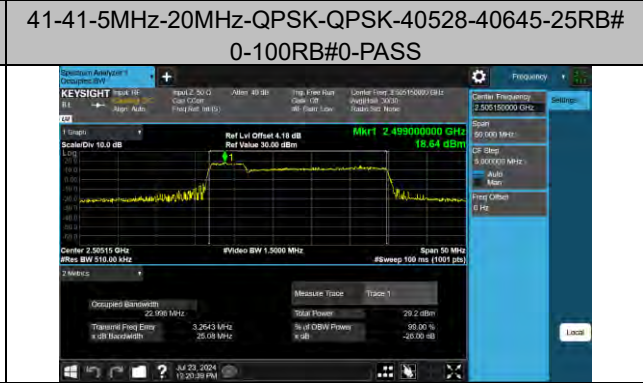 41-41-5MHz-20MHz-QPSK-QPSK-40528-40645-25RB#
0-100RB#0-PASS
Spectrum Analyzer 1
Occupied BW
Frequency
KEYSIGHT Input: RF
Input Z: 50 Ω
Atten: 40 dB
Trig: Free Run
Center Freq: 2.505150000 GHz
Align: Auto
Gate: Off
Radio Std: None
Center Frequency
2.505150000 GHz
Settings
Span
50.000 MHz
CF Step
5.000000 MHz
Auto
Man
Freq Offset
0 Hz
1 Graph
Scale/Div 10.0 dB
Ref Lvl Offset 4.18 dB
Ref Value 30.00 dBm
Mkr1 2.499000000 GHz
18.64 dBm
Log
1
Center 2.50515 GHz
#Res BW 510.00 kHz
#Video BW 1.5000 MHz
Span 50 MHz
#Sweep 100 ms (1001 pts)
2 Metrics
Measure Trace
Trace 1
Occupied Bandwidth
22.996 MHz
Total Power
29.2 dBm
Transmit Freq Error
3.2643 MHz
% of OBW Power
99.00 %
x dB Bandwidth
25.08 MHz
x dB
-26.00 dB
Local
Jul 23, 2024
12:20:39 PM